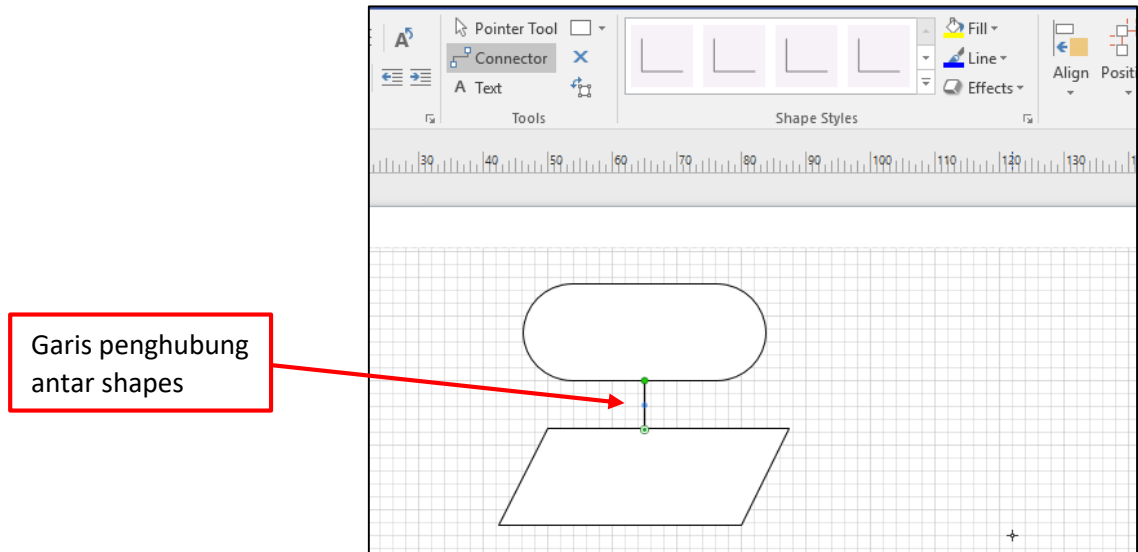 A
Pointer Tool
Connector
A Text
Tools
Shape Styles
Fill
Line
Effects
Align
30 40 50 60 70 80 90 100 110 120 130
Garis penghubung
antar shapes